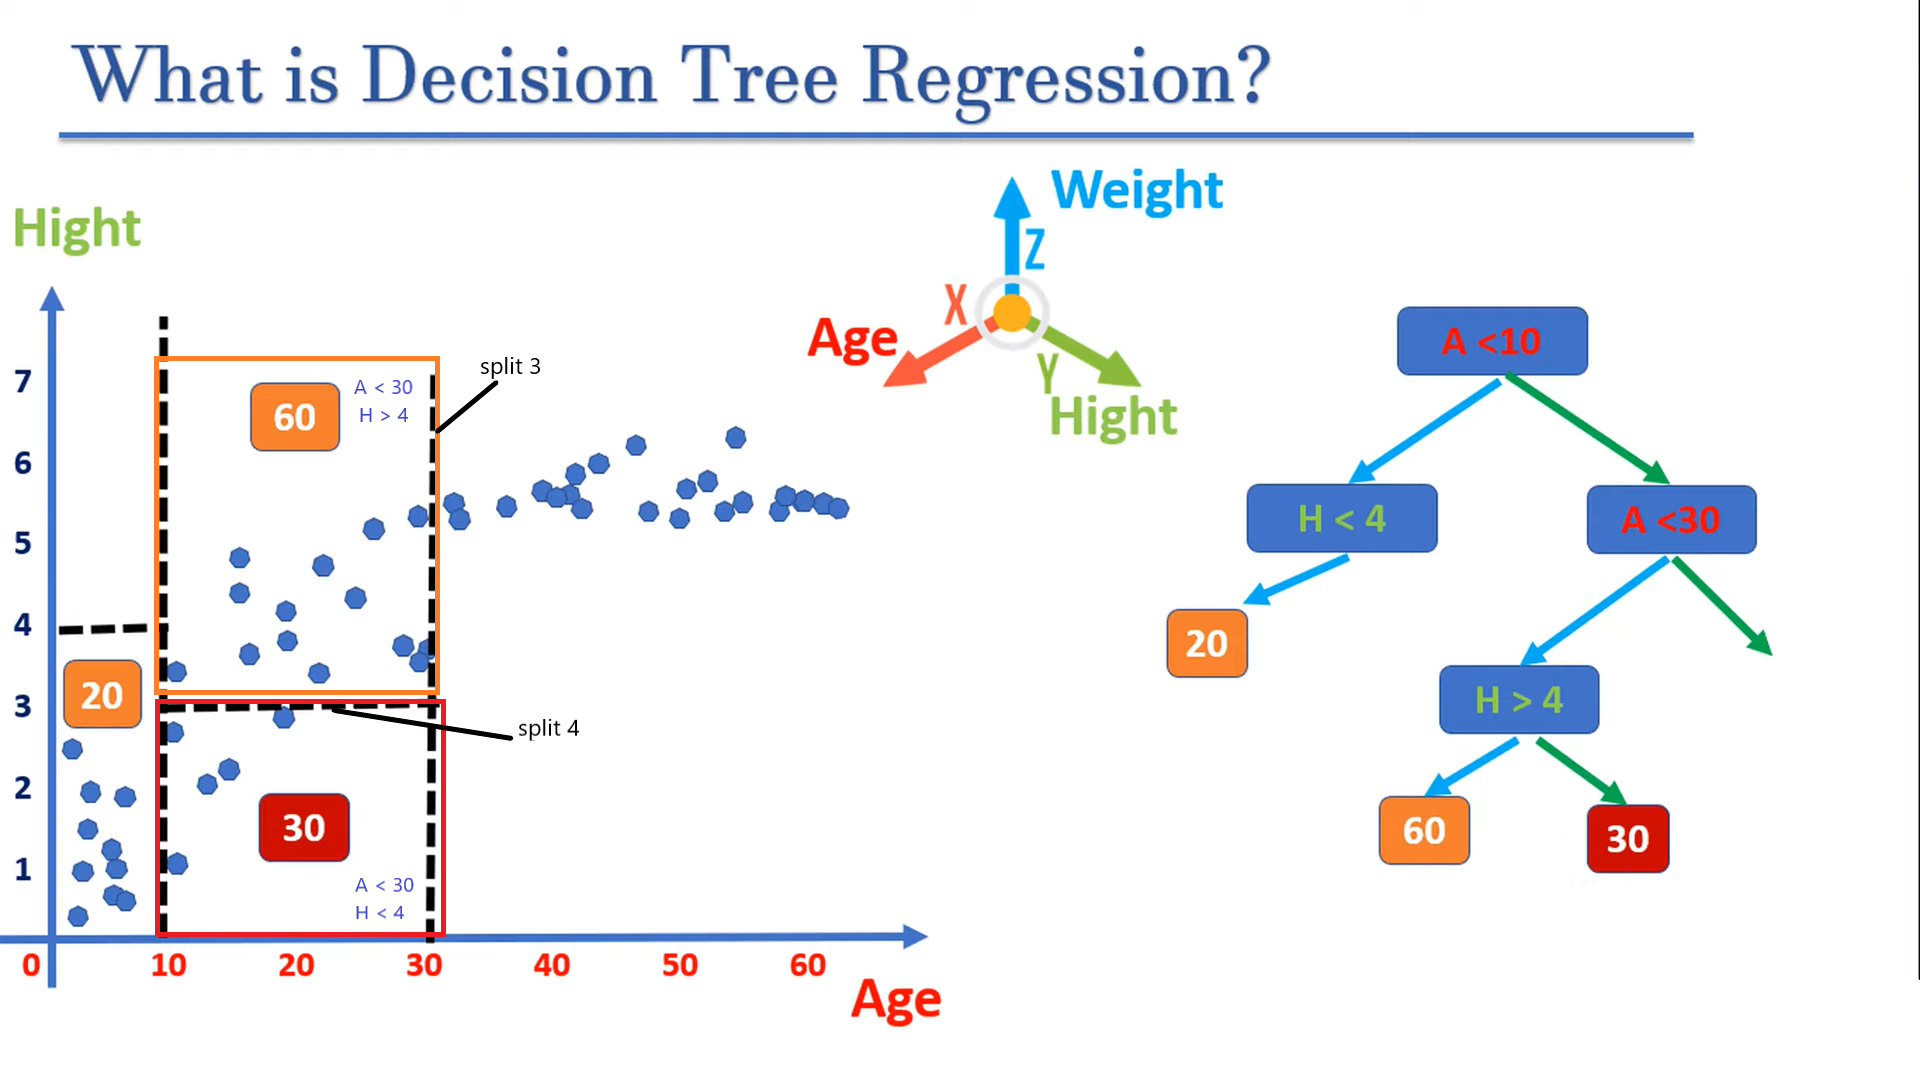 What is Decision Tree Regression?
Hight
7
6
5
4
3
2
1
0
10
20
30
40
50
60
Age
60
A < 30
H > 4
split 3
20
split 4
30
A < 30
H < 4
Weight
Z
X
Age
Y
Hight
A <10
H < 4
A <30
20
H > 4
60
30